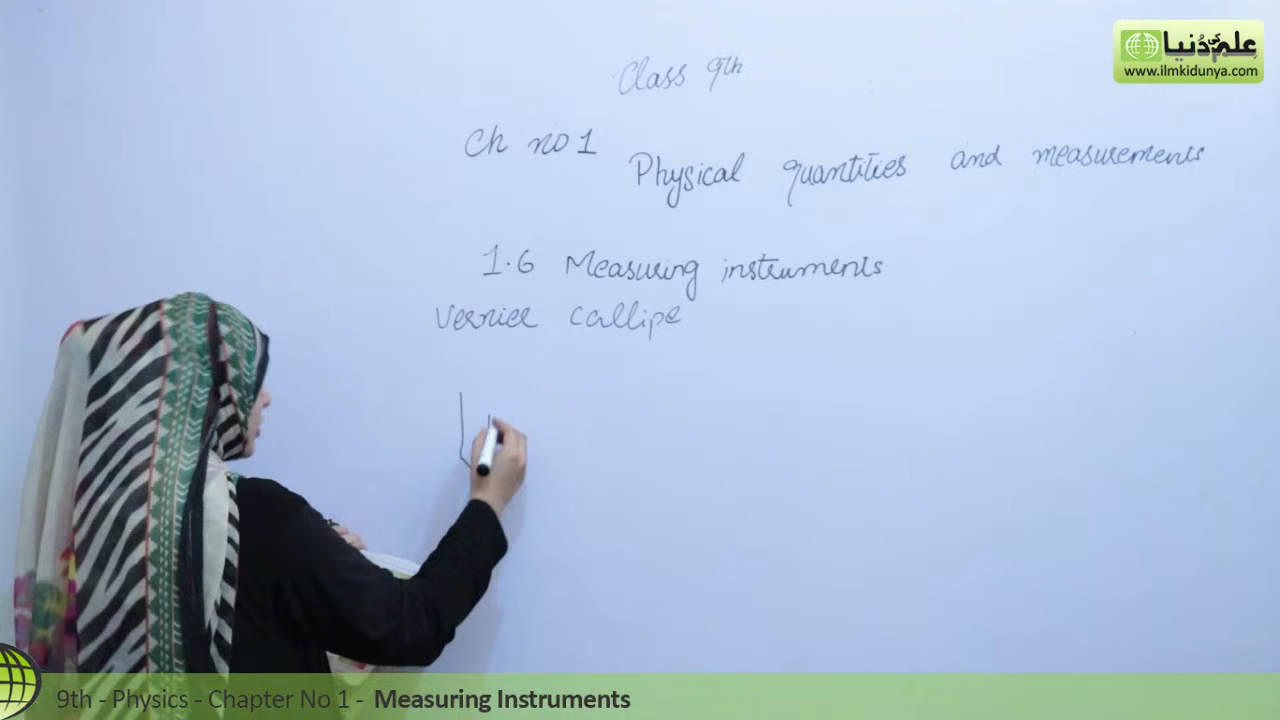 علم کی دُنیا
www.ilmkidunya.com
Class 9th
Ch no 1
Physical quantities and measurements
1.6 Measuring instruments
Vernier callipe
9th - Physics - Chapter No 1 - Measuring Instruments